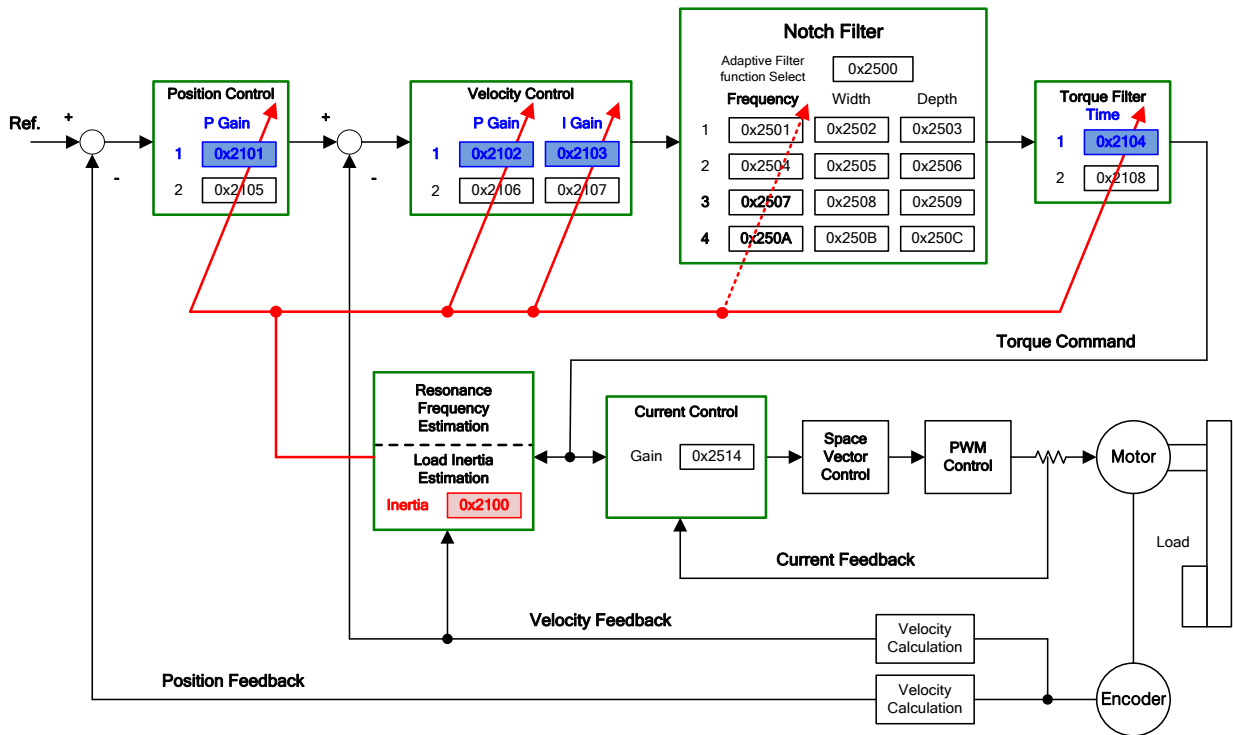 Notch Filter
Adaptive Filter
function Select
0x2500
Frequency Width Depth
1 0x2501 0x2502 0x2503
2 0x2504 0x2505 0x2506
3 0x2507 0x2508 0x2509
4 0x250A 0x250B 0x250C
Ref.
+
-
Position Control
P Gain
1 0x2101
2 0x2105
+
-
Velocity Control
P Gain I Gain
1 0x2102 0x2103
2 0x2106 0x2107
Torque Filter
Time
1 0x2104
2 0x2108
Torque Command
Resonance
Frequency
Estimation
Load Inertia
Estimation
Inertia 0x2100
Current Control
Gain 0x2514
Space
Vector
Control
PWM
Control
Motor
Load
Current Feedback
Velocity Feedback
Velocity
Calculation
Position Feedback
Velocity
Calculation
Encoder